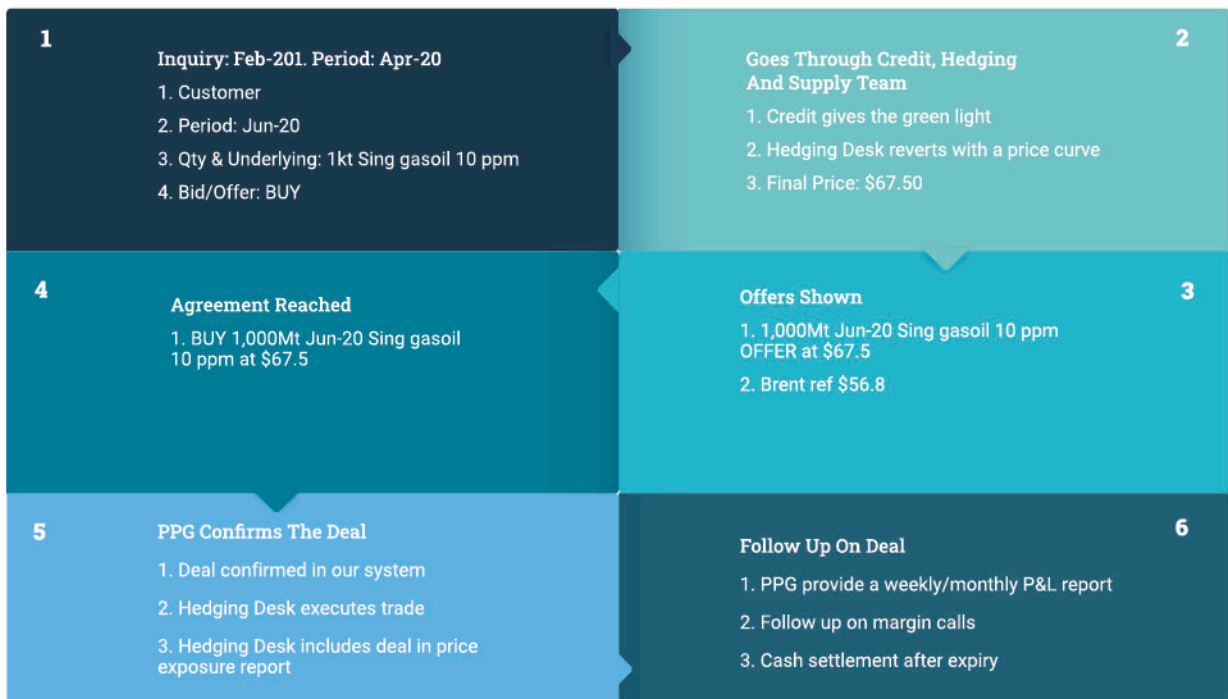 1
Inquiry: Feb-201. Period: Apr-20
1. Customer
2. Period: Jun-20
3. Qty & Underlying: 1kt Sing gasoil 10 ppm
4. Bid/Offer: BUY
2
Goes Through Credit, Hedging
And Supply Team
1. Credit gives the green light
2. Hedging Desk reverts with a price curve
3. Final Price: $67.50
3
Offers Shown
1. 1,000Mt Jun-20 Sing gasoil 10 ppm
OFFER at $67.5
2. Brent ref $56.8
4
Agreement Reached
1. BUY 1,000Mt Jun-20 Sing gasoil
10 ppm at $67.5
5
PPG Confirms The Deal
1. Deal confirmed in our system
2. Hedging Desk executes trade
3. Hedging Desk includes deal in price
exposure report
6
Follow Up On Deal
1. PPG provide a weekly/monthly P&L report
2. Follow up on margin calls
3. Cash settlement after expiry